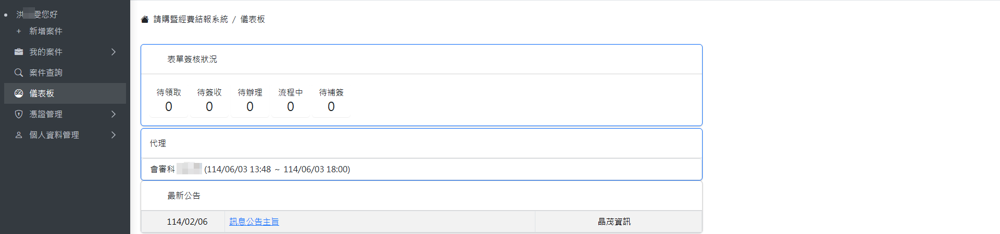 洪 雯您好
新增案件
我的案件
案件查詢
儀表板
憑證管理
個人資料管理
請購暨經費結報系統 / 儀表板
表單簽核狀況
待領取 待簽收 待辦理 流程中 待補簽
0 0 0 0 0
代理
會審科 (114/06/03 13:48 ~ 114/06/03 18:00)
最新公告
114/02/06 訊息公告主旨 晶茂資訊